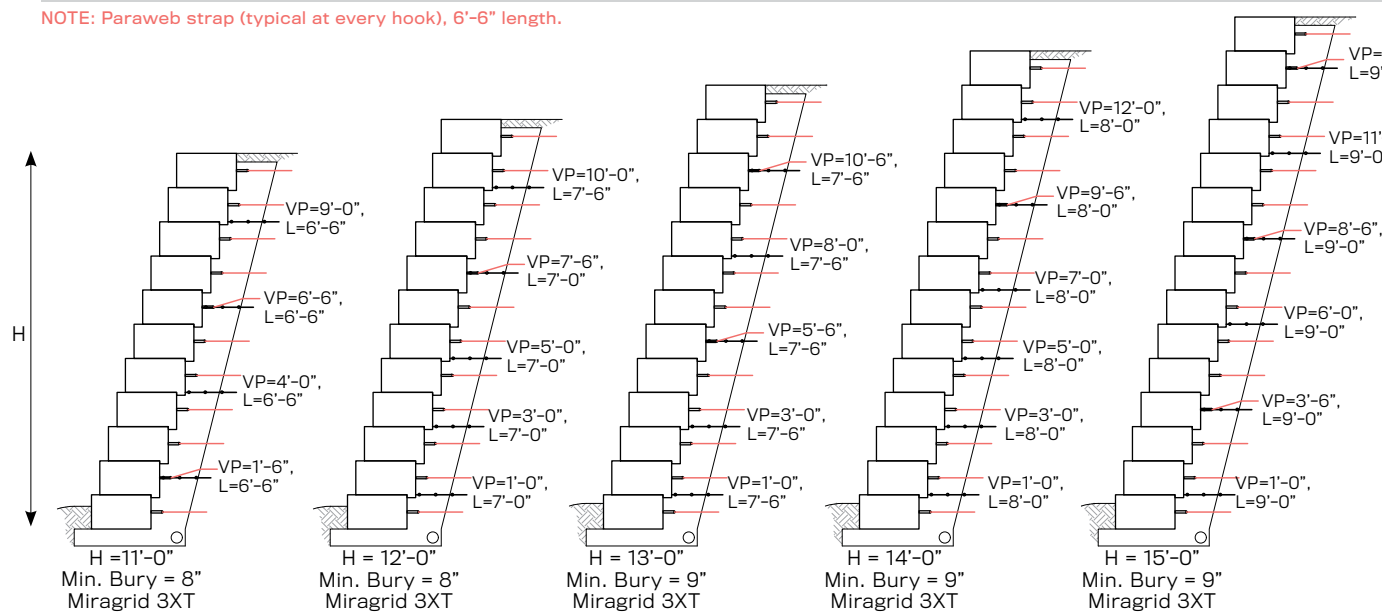 NOTE: Paraweb strap (typical at every hook), 6'-6” length.
H
VP=9'-0”,
L=6'-6”
VP=6'-6”,
L=6'-6”
VP=4'-0”,
L=6'-6”
VP=1'-6”,
L=6'-6”
H =11'-0”
Min. Bury = 8”
Miragrid 3XT
VP=10'-0”,
L=7'-6”
VP=7'-6”,
L=7'-0”
VP=5'-0”,
L=7'-0”
VP=3'-0”,
L=7'-0”
VP=1'-0”,
L=7'-0”
H = 12'-0”
Min. Bury = 8”
Miragrid 3XT
VP=10'-6”,
L=7'-6”
VP=8'-0”,
L=7'-6”
VP=5'-6”,
L=7'-6”
VP=3'-0”,
L=7'-6”
VP=1'-0”,
L=7'-6”
H = 13'-0”
Min. Bury = 9”
Miragrid 3XT
VP=12'-0”,
L=8'-0”
VP=9'-6”,
L=8'-0”
VP=7'-0”,
L=8'-0”
VP=5'-0”,
L=8'-0”
VP=3'-0”,
L=8'-0”
VP=1'-0”,
L=8'-0”
H = 14'-0”
Min. Bury = 9”
Miragrid 3XT
VP=
L=9'
VP=11'
L=9'-0
VP=8'-6”,
L=9'-0”
VP=6'-0”,
L=9'-0”
VP=3'-6”,
L=9'-0”
VP=1'-0”,
L=9'-0”
H = 15'-0”
Min. Bury = 9”
Miragrid 3XT